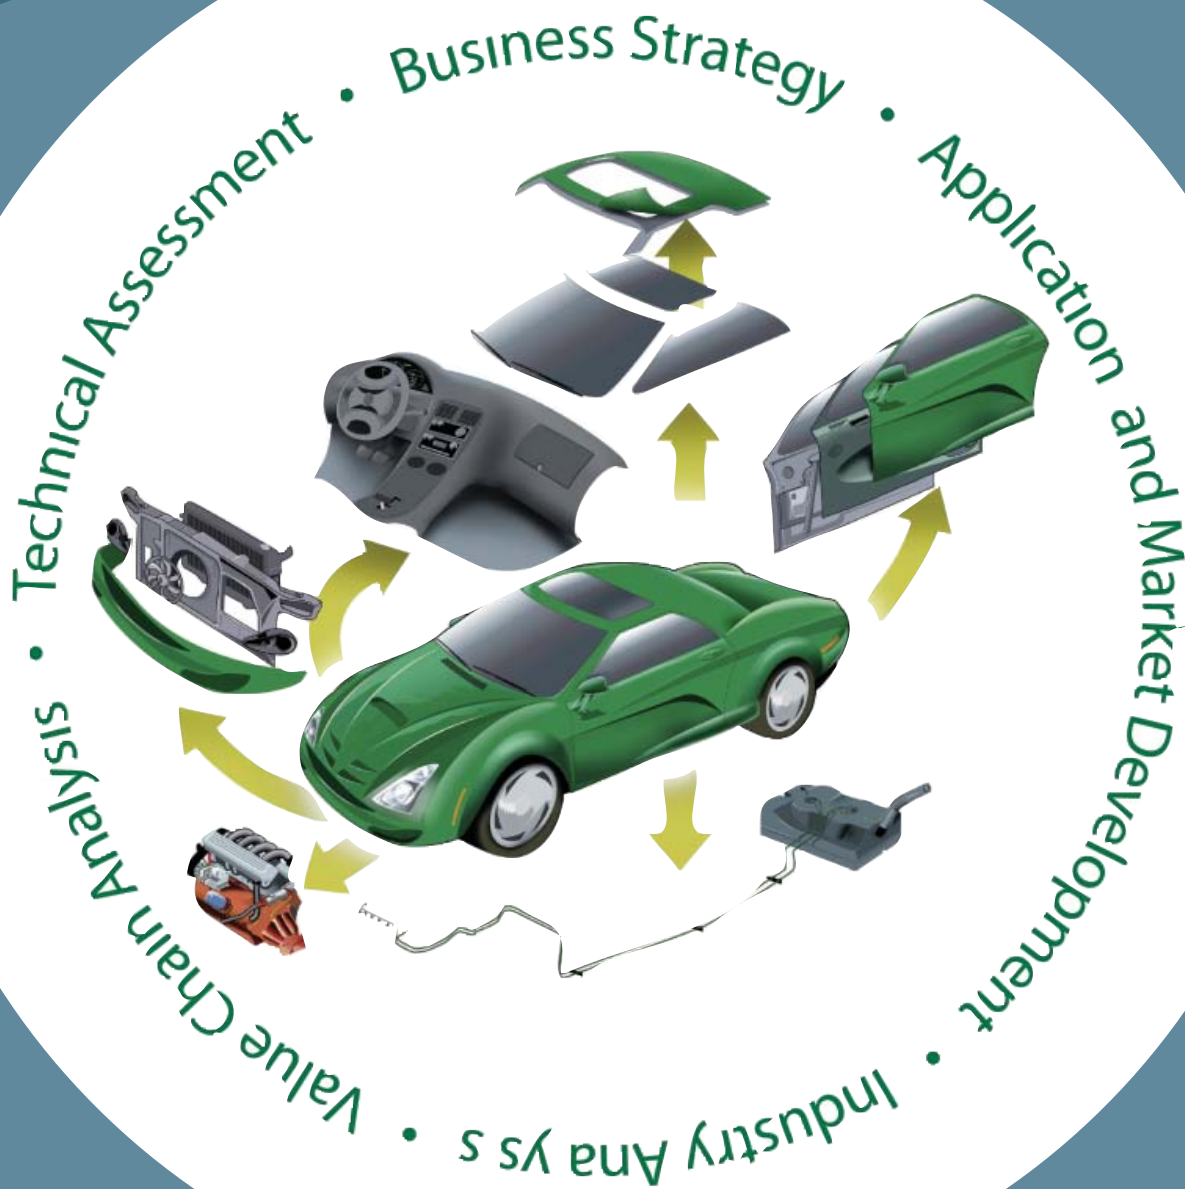 Business Strategy
Application and Market Development
Industry Ana ys s
Value Chain Analysis
Technical Assessment